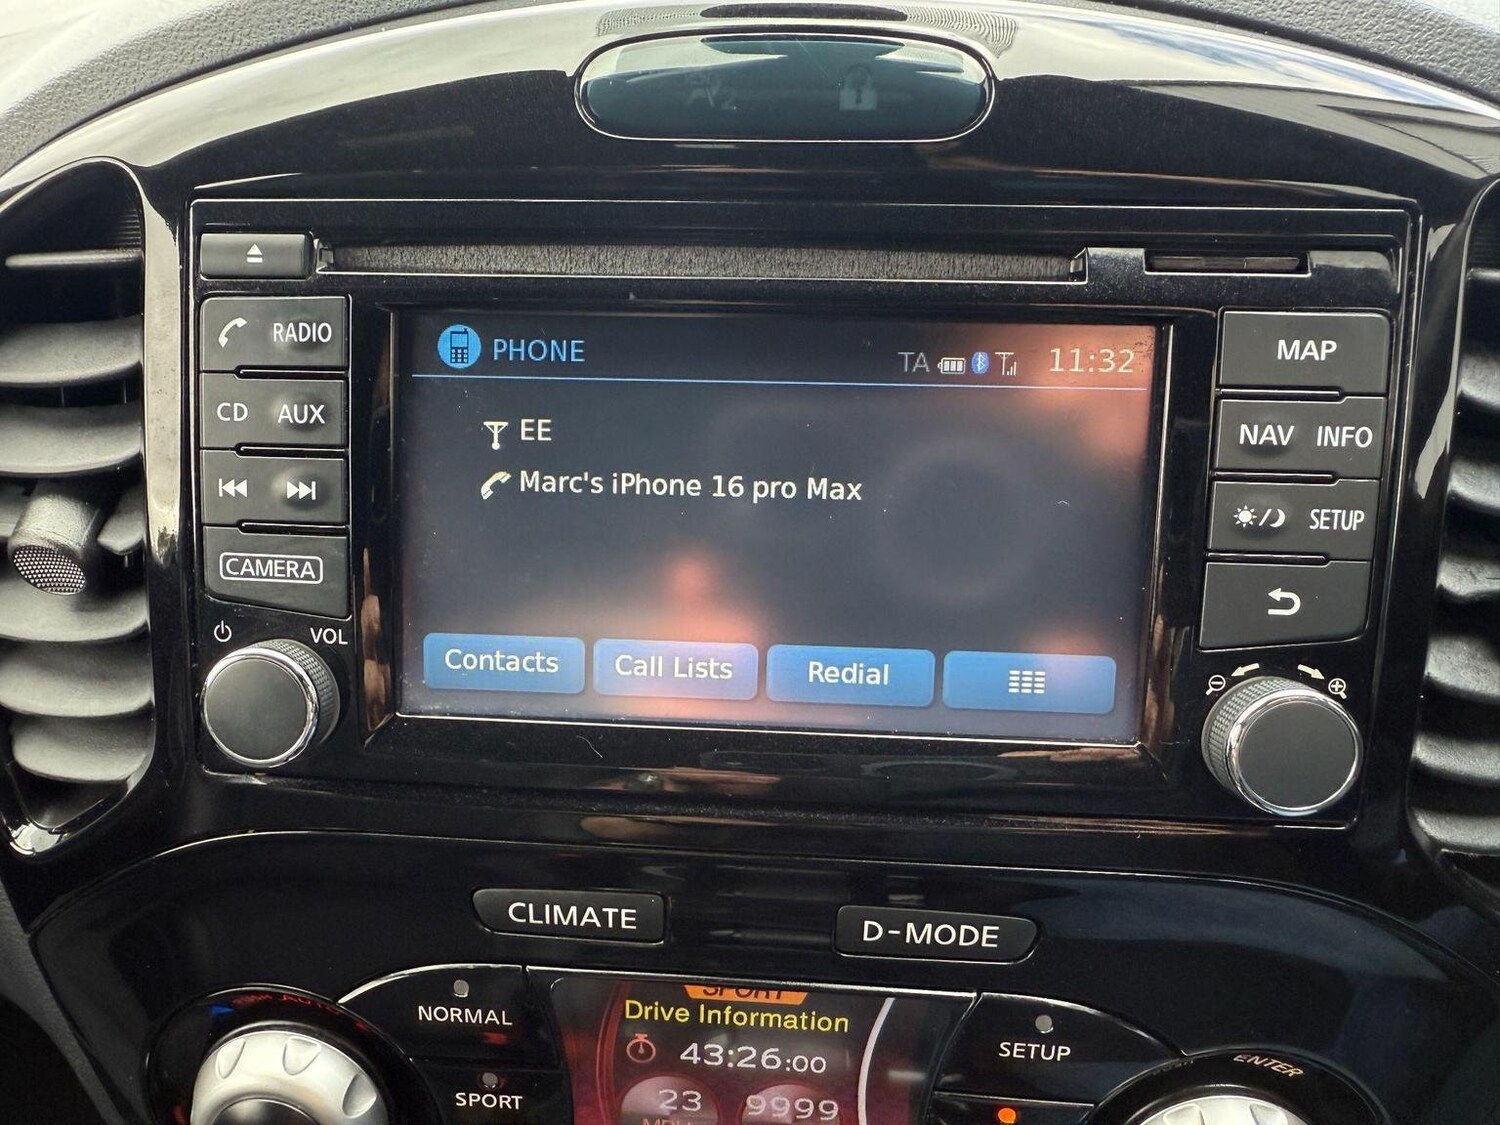 RADIO
CD AUX
CAMERA
VOL
PHONE
TA 11:32
EE
Marc's iPhone 16 pro Max
Contacts Call Lists Redial
MAP
NAV INFO
SETUP
CLIMATE
D-MODE
NORMAL
SPORT
SPORT
Drive Information
43:26:00
23 9999
SETUP
ENTER